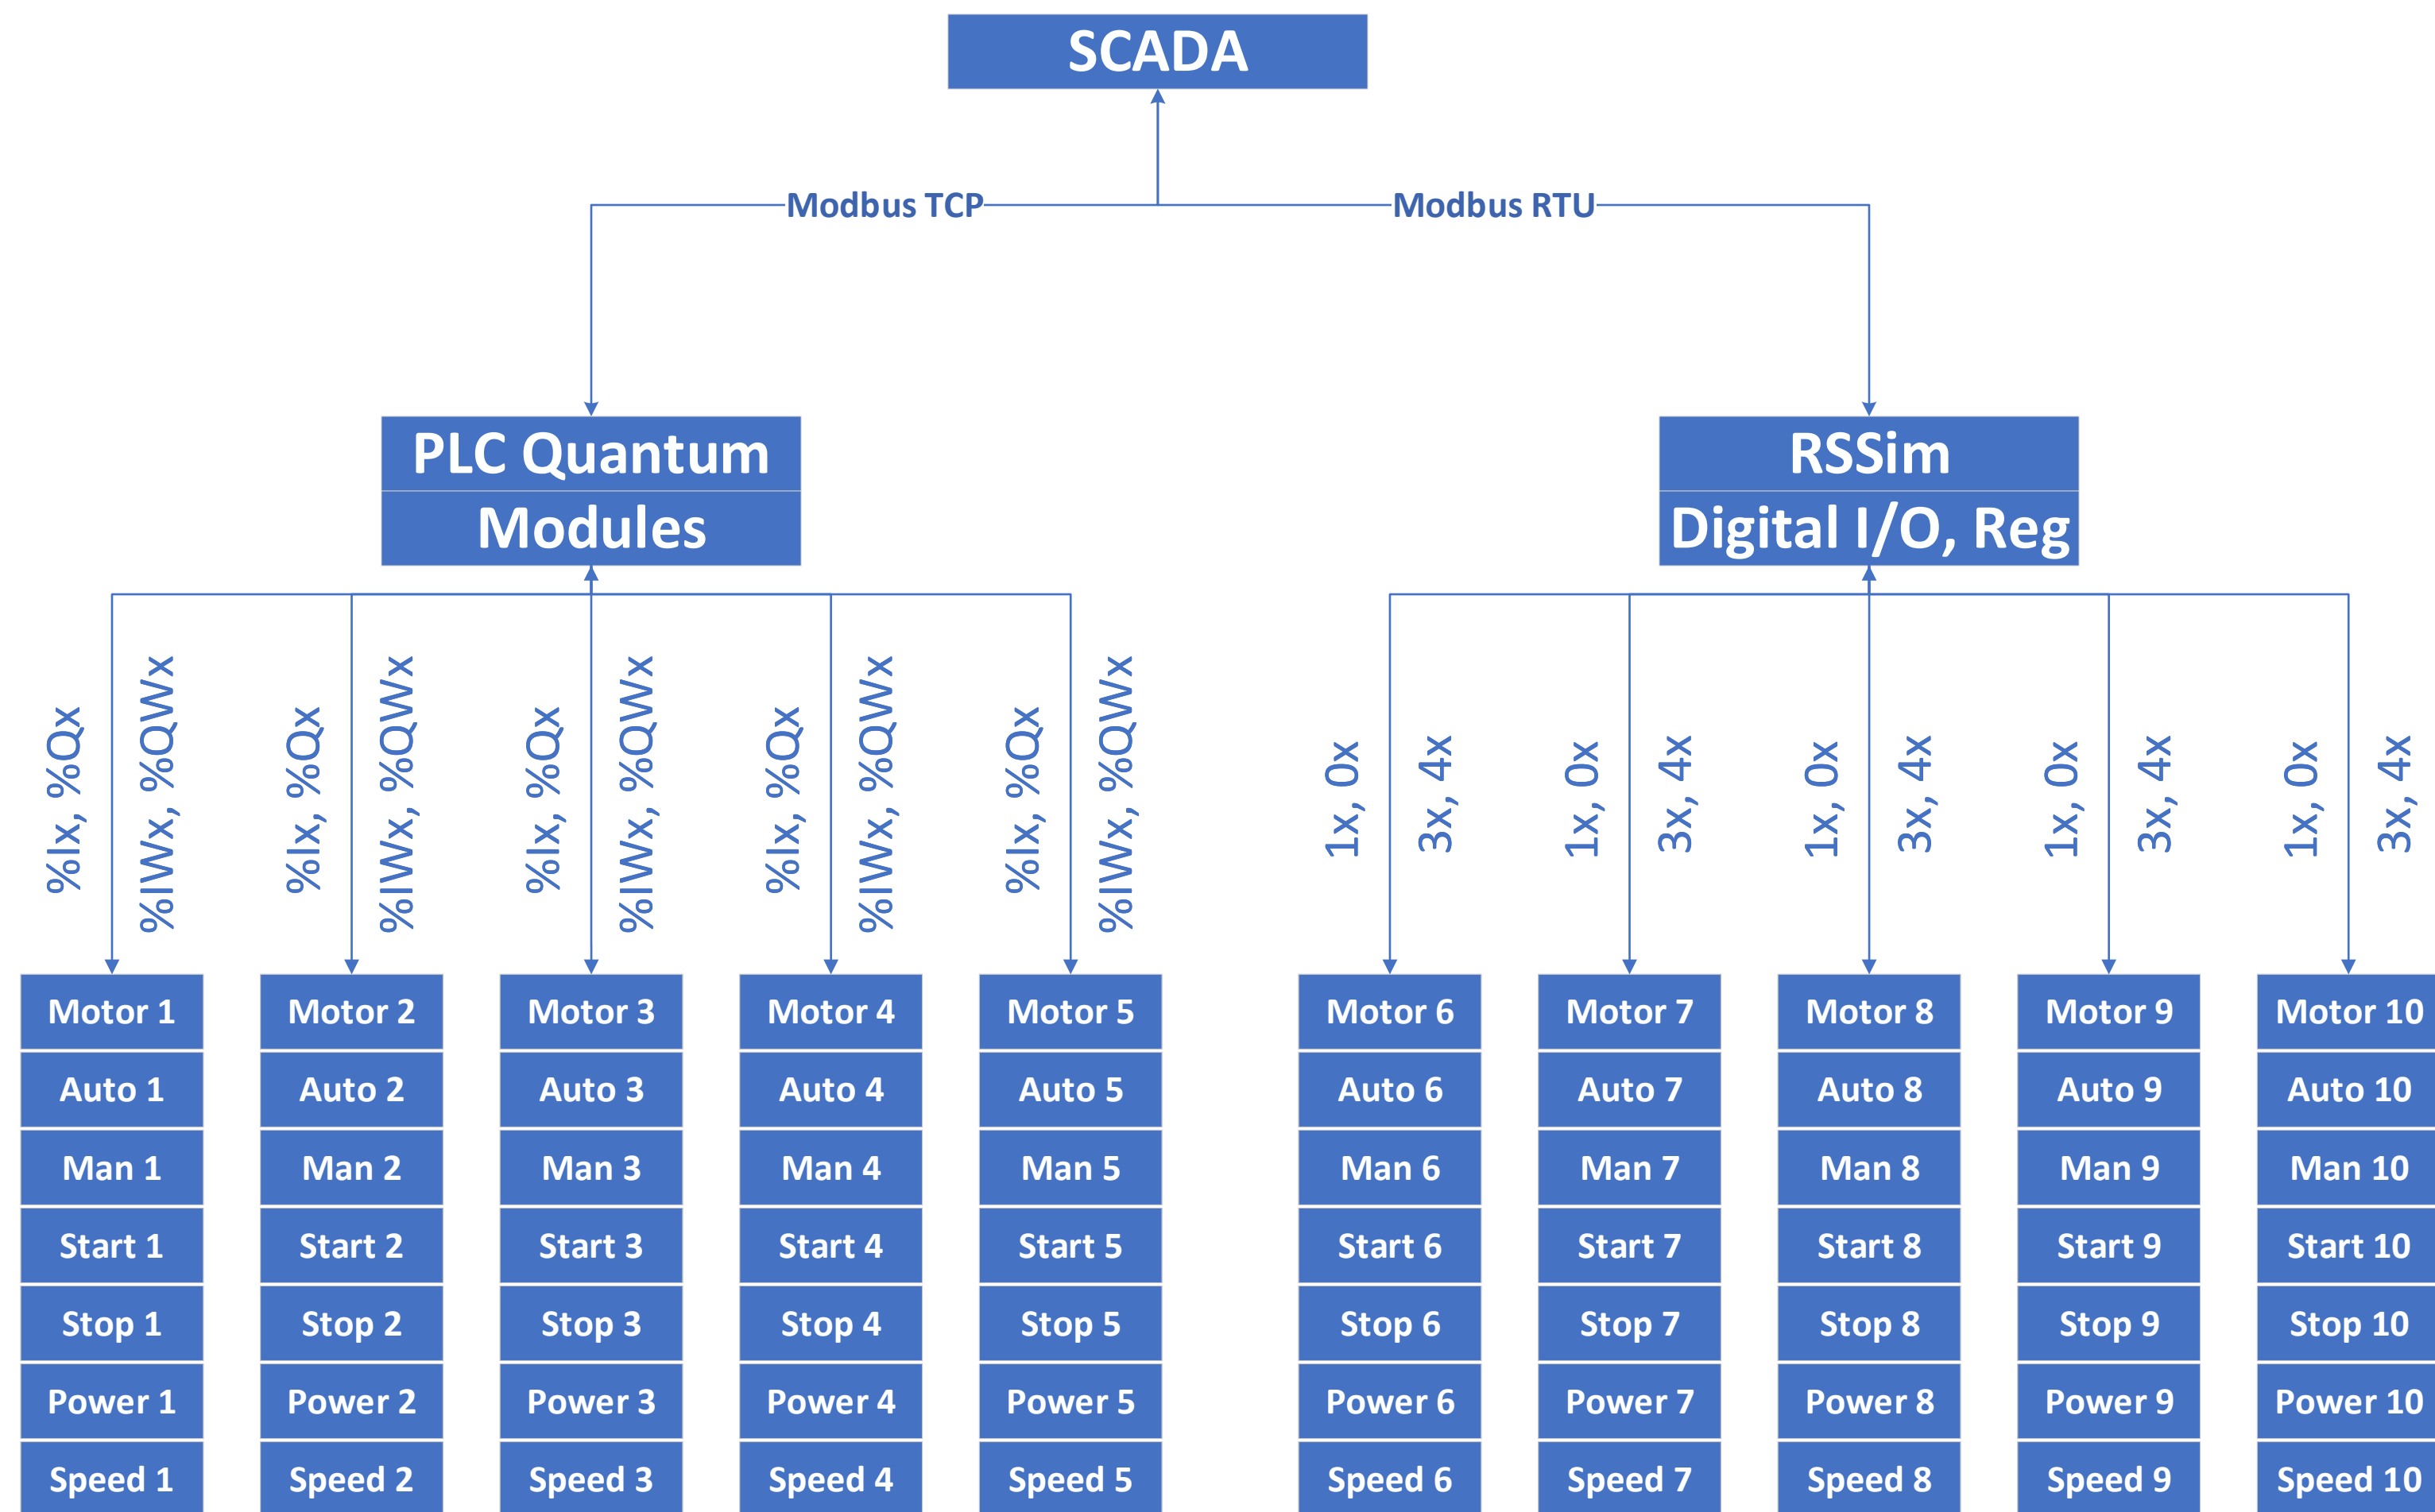 SCADA
Modbus TCP
Modbus RTU
PLC Quantum
Modules
RSSim
Digital I/O, Reg
%Ix, %Qx
%IWx, %QWx
%Ix, %Qx
%IWx, %QWx
%Ix, %Qx
%IWx, %QWx
%Ix, %Qx
%IWx, %QWx
%Ix, %Qx
%IWx, %QWx
1x, 0x
3x, 4x
1x, 0x
3x, 4x
1x, 0x
3x, 4x
1x, 0x
3x, 4x
1x, 0x
3x, 4x
Motor 1
Auto 1
Man 1
Start 1
Stop 1
Power 1
Speed 1
Motor 2
Auto 2
Man 2
Start 2
Stop 2
Power 2
Speed 2
Motor 3
Auto 3
Man 3
Start 3
Stop 3
Power 3
Speed 3
Motor 4
Auto 4
Man 4
Start 4
Stop 4
Power 4
Speed 4
Motor 5
Auto 5
Man 5
Start 5
Stop 5
Power 5
Speed 5
Motor 6
Auto 6
Man 6
Start 6
Stop 6
Power 6
Speed 6
Motor 7
Auto 7
Man 7
Start 7
Stop 7
Power 7
Speed 7
Motor 8
Auto 8
Man 8
Start 8
Stop 8
Power 8
Speed 8
Motor 9
Auto 9
Man 9
Start 9
Stop 9
Power 9
Speed 9
Motor 10
Auto 10
Man 10
Start 10
Stop 10
Power 10
Speed 10